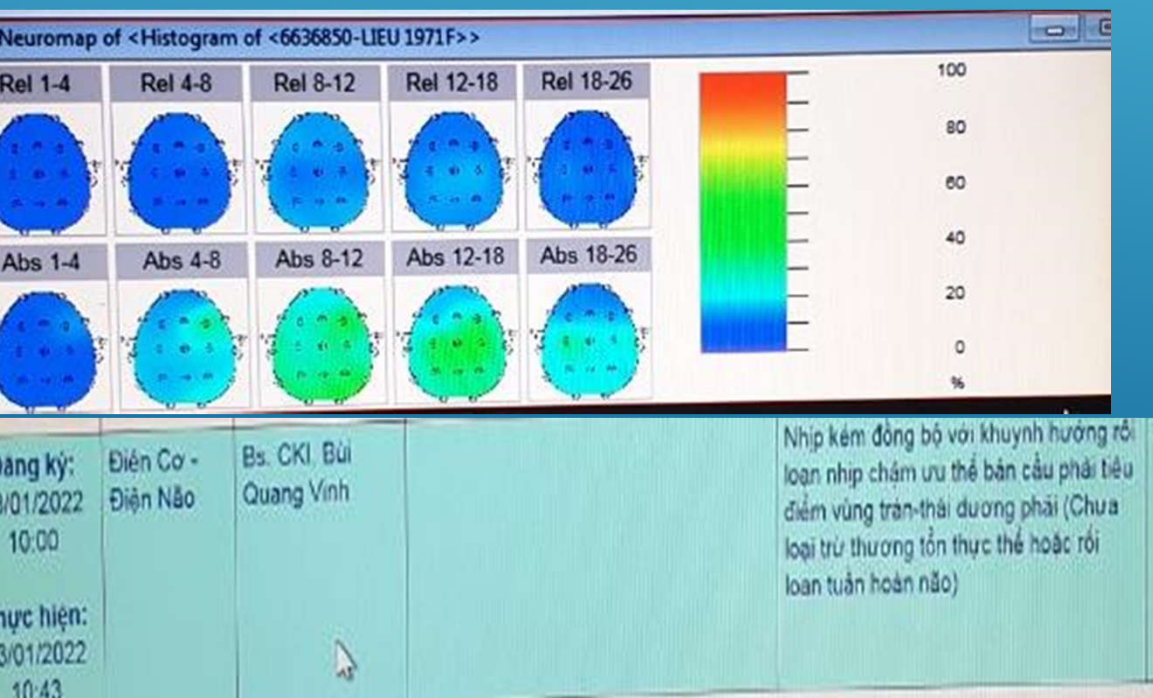 Neuromap of <Histogram of <6636850-LIEU 1971F>>
Rel 1-4 Rel 4-8 Rel 8-12 Rel 12-18 Rel 18-26
Abs 1-4 Abs 4-8 Abs 8-12 Abs 12-18 Abs 18-26
100
80
60
40
20
0
%
ký:
/01/2022
10:00
hiện:
/01/2022
10:43
Điện Cơ -
Điện Não
Bs. CKI. Bùi
Quang Vinh
Nhịp kém đồng bộ với khuynh hướng rối
loạn nhịp chậm ưu thế bán cầu phải tiêu
điểm vùng trán-thái dương phải (Chưa
loại trừ thương tổn thực thể hoặc rối
loạn tuần hoàn não)